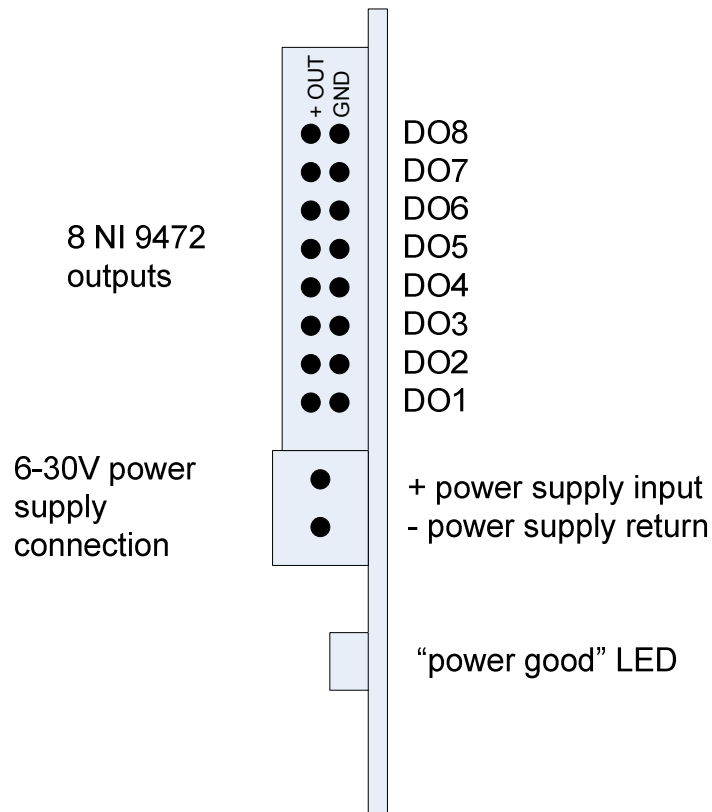 + OUT
GND
DO8
DO7
DO6
DO5
DO4
DO3
DO2
DO1
8 NI 9472
outputs
6-30V power
supply
connection
+ power supply input
- power supply return
“power good” LED